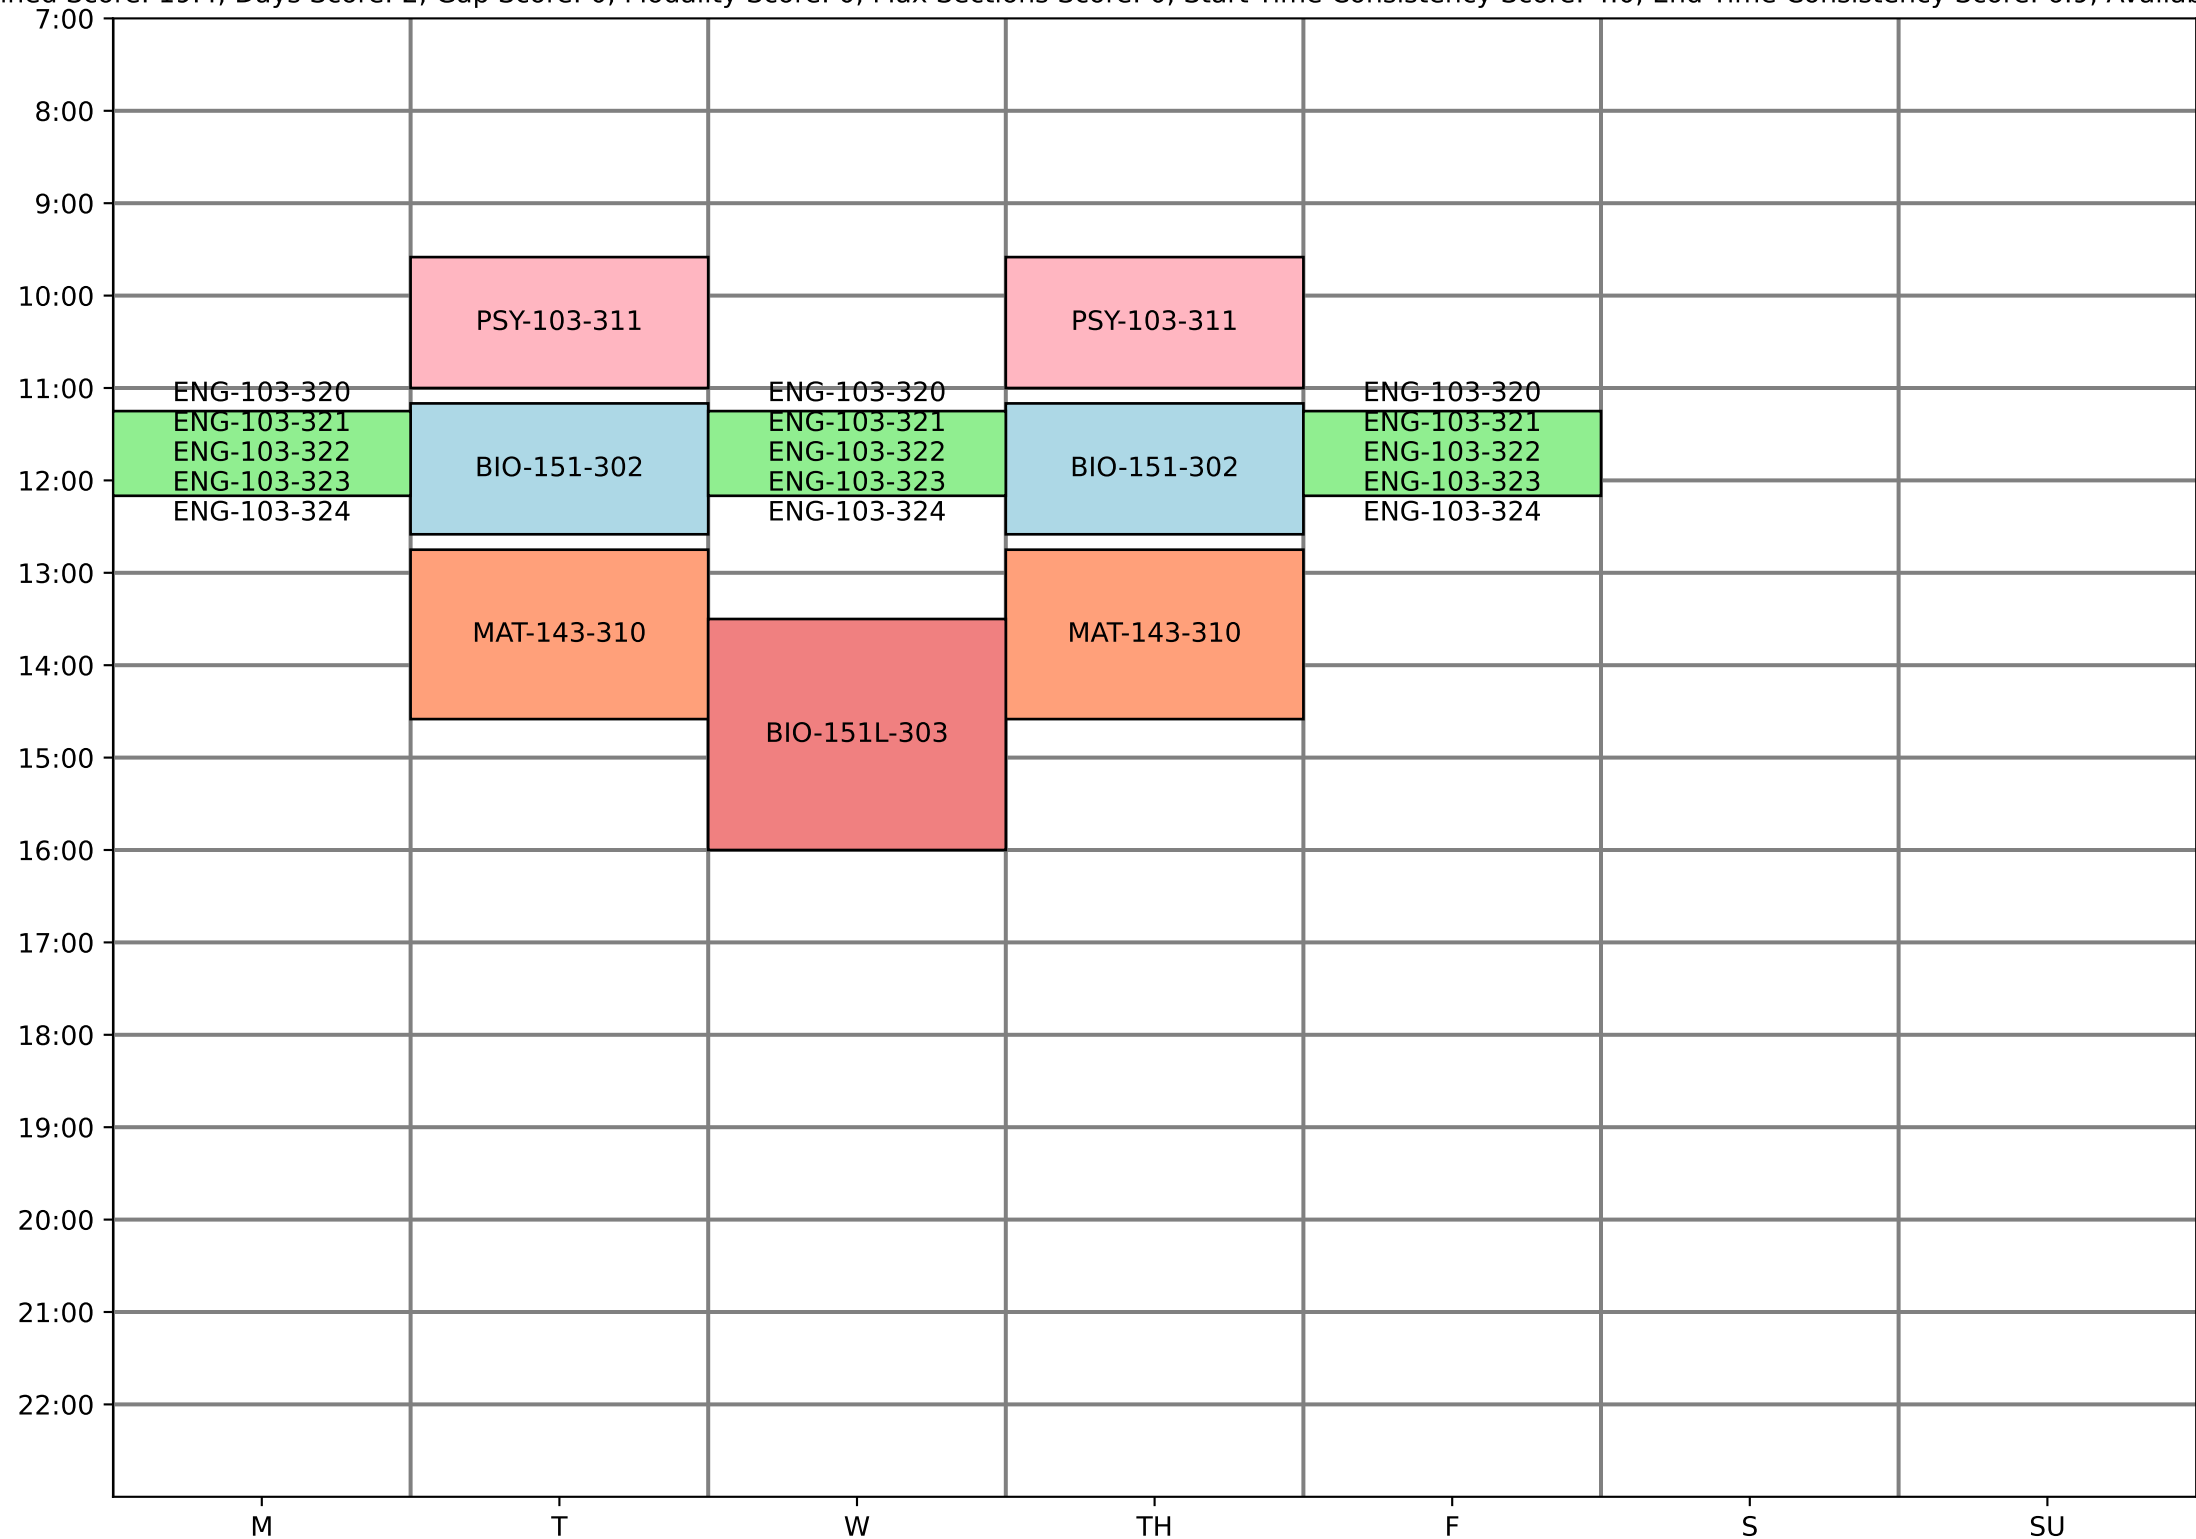 7:00
8:00
9:00
10:00
PSY-103-311
PSY-103-311
11:00
ENG-103-320
ENG-103-321
ENG-103-322
ENG-103-323
ENG-103-324
BIO-151-302
ENG-103-320
ENG-103-321
ENG-103-322
ENG-103-323
ENG-103-324
BIO-151-302
ENG-103-320
ENG-103-321
ENG-103-322
ENG-103-323
ENG-103-324
12:00
13:00
MAT-143-310
MAT-143-310
14:00
BIO-151L-303
15:00
16:00
17:00
18:00
19:00
20:00
21:00
22:00
M T W TH F S SU